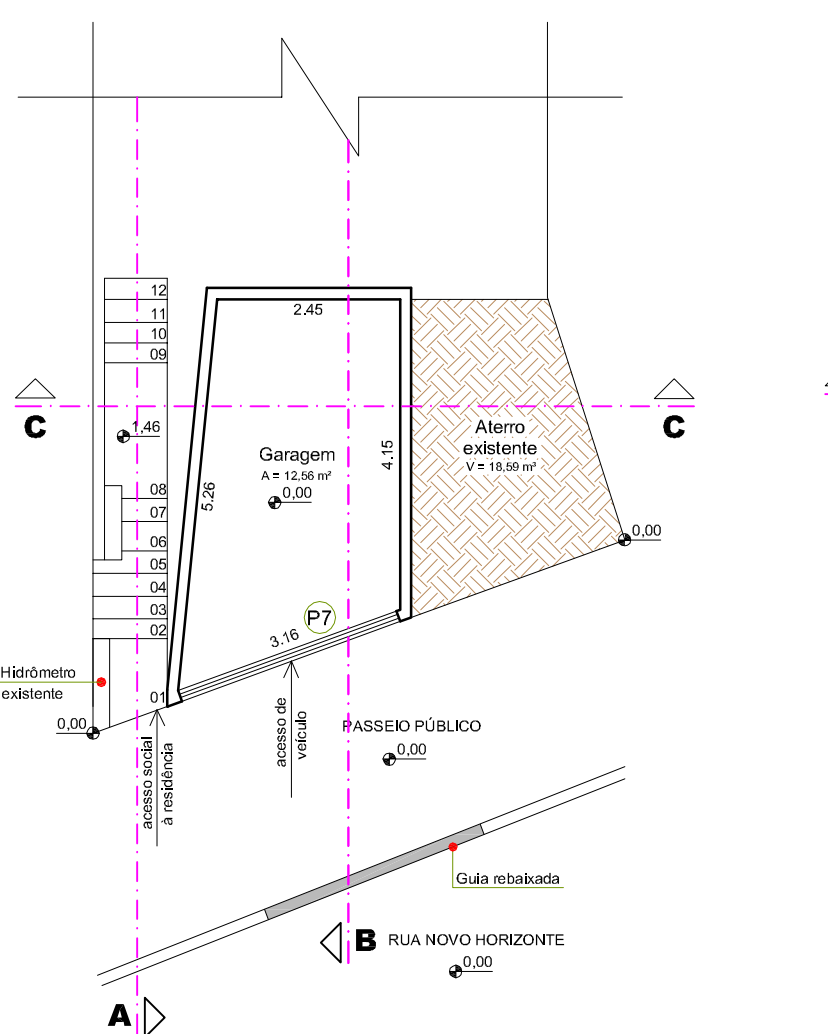 12
11
10
09
2.45
C
C
1,46
Garagem
A = 12,56 m²
0,00
5.26
4.15
Aterro
existente
V = 18,59 m³
0,00
08
07
06
05
04
03
02
01
P7
3.16
Hidrômetro
existente
0,00
acesso social
à residência
acesso de
veículo
PASSEIO PÚBLICO
0,00
Guia rebaixada
B
RUA NOVO HORIZONTE
0,00
A